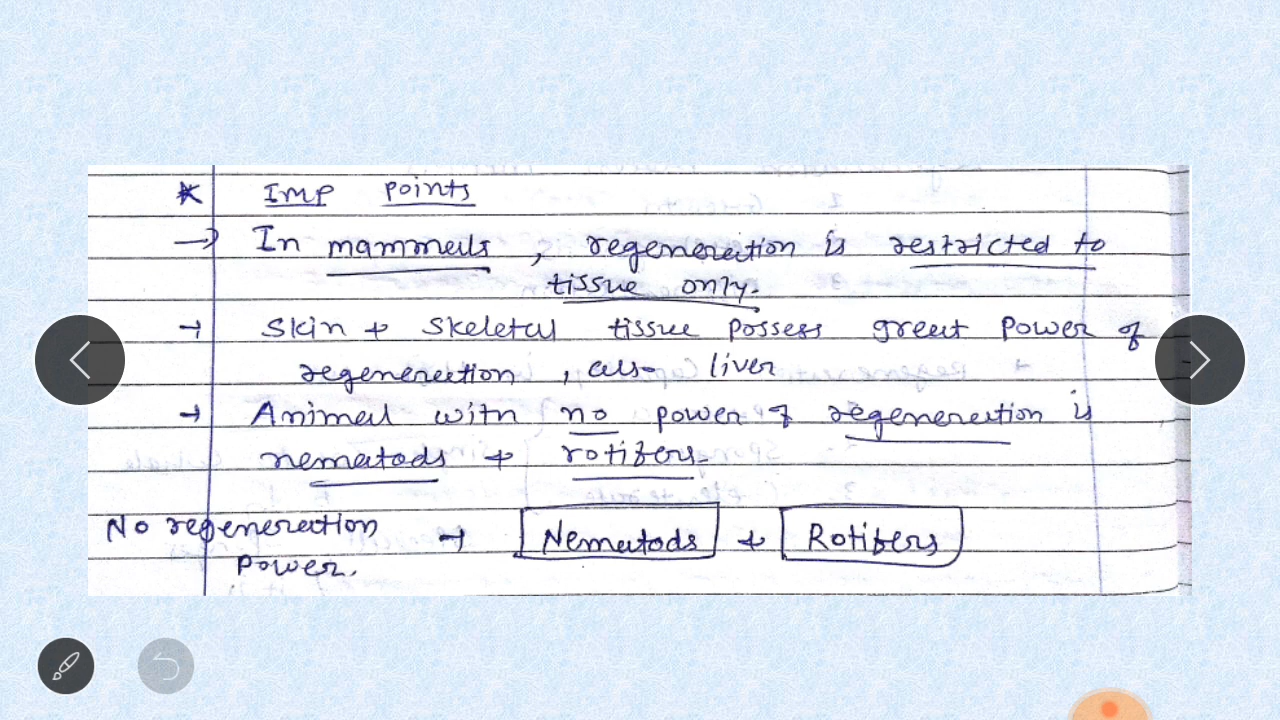 * Imp points
→ In mammals, regeneration is restricted to
tissue only.
→ Skin + Skeletal tissue possess great power of
regeneration, also liver
→ Animal with no power of regeneration is
nematods + rotifers.
No regeneration → Nematods + Rotifers
power.